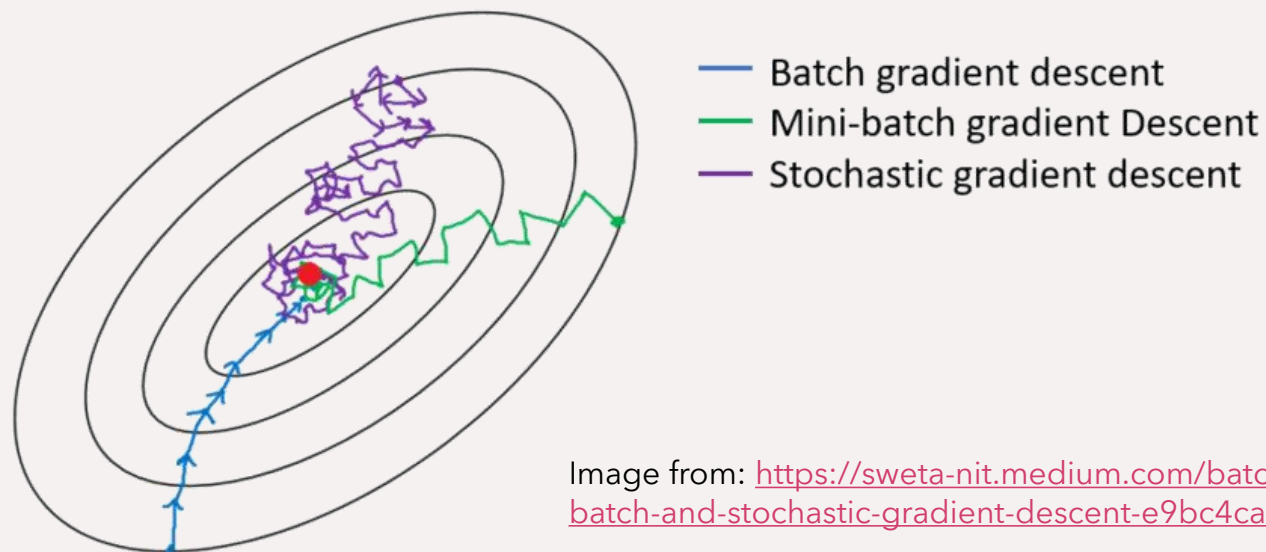 Batch gradient descent
Mini-batch gradient Descent
Stochastic gradient descent
Image from: https://sweta-nit.medium.com/batc
batch-and-stochastic-gradient-descent-e9bc4ca